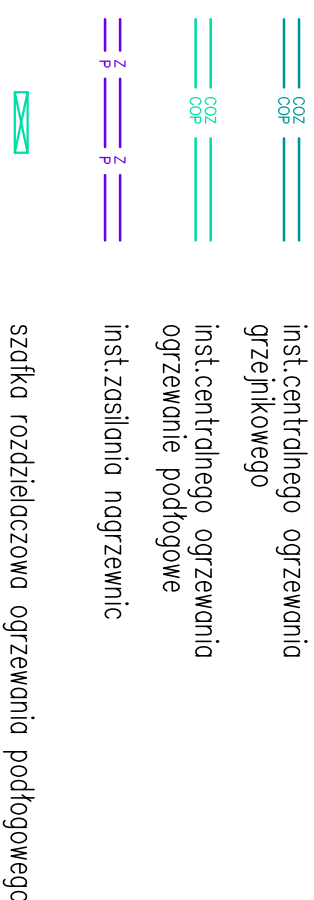 COZ
COP
inst.centralnego ogrzewania
grzejnikowego
COZ
COP
inst.centralnego ogrzewania
ogrzewanie podłogowe
Z Z
P P
inst.zasilania nagrzewnic
szafka rozdzielaczowa ogrzewania podłogowego